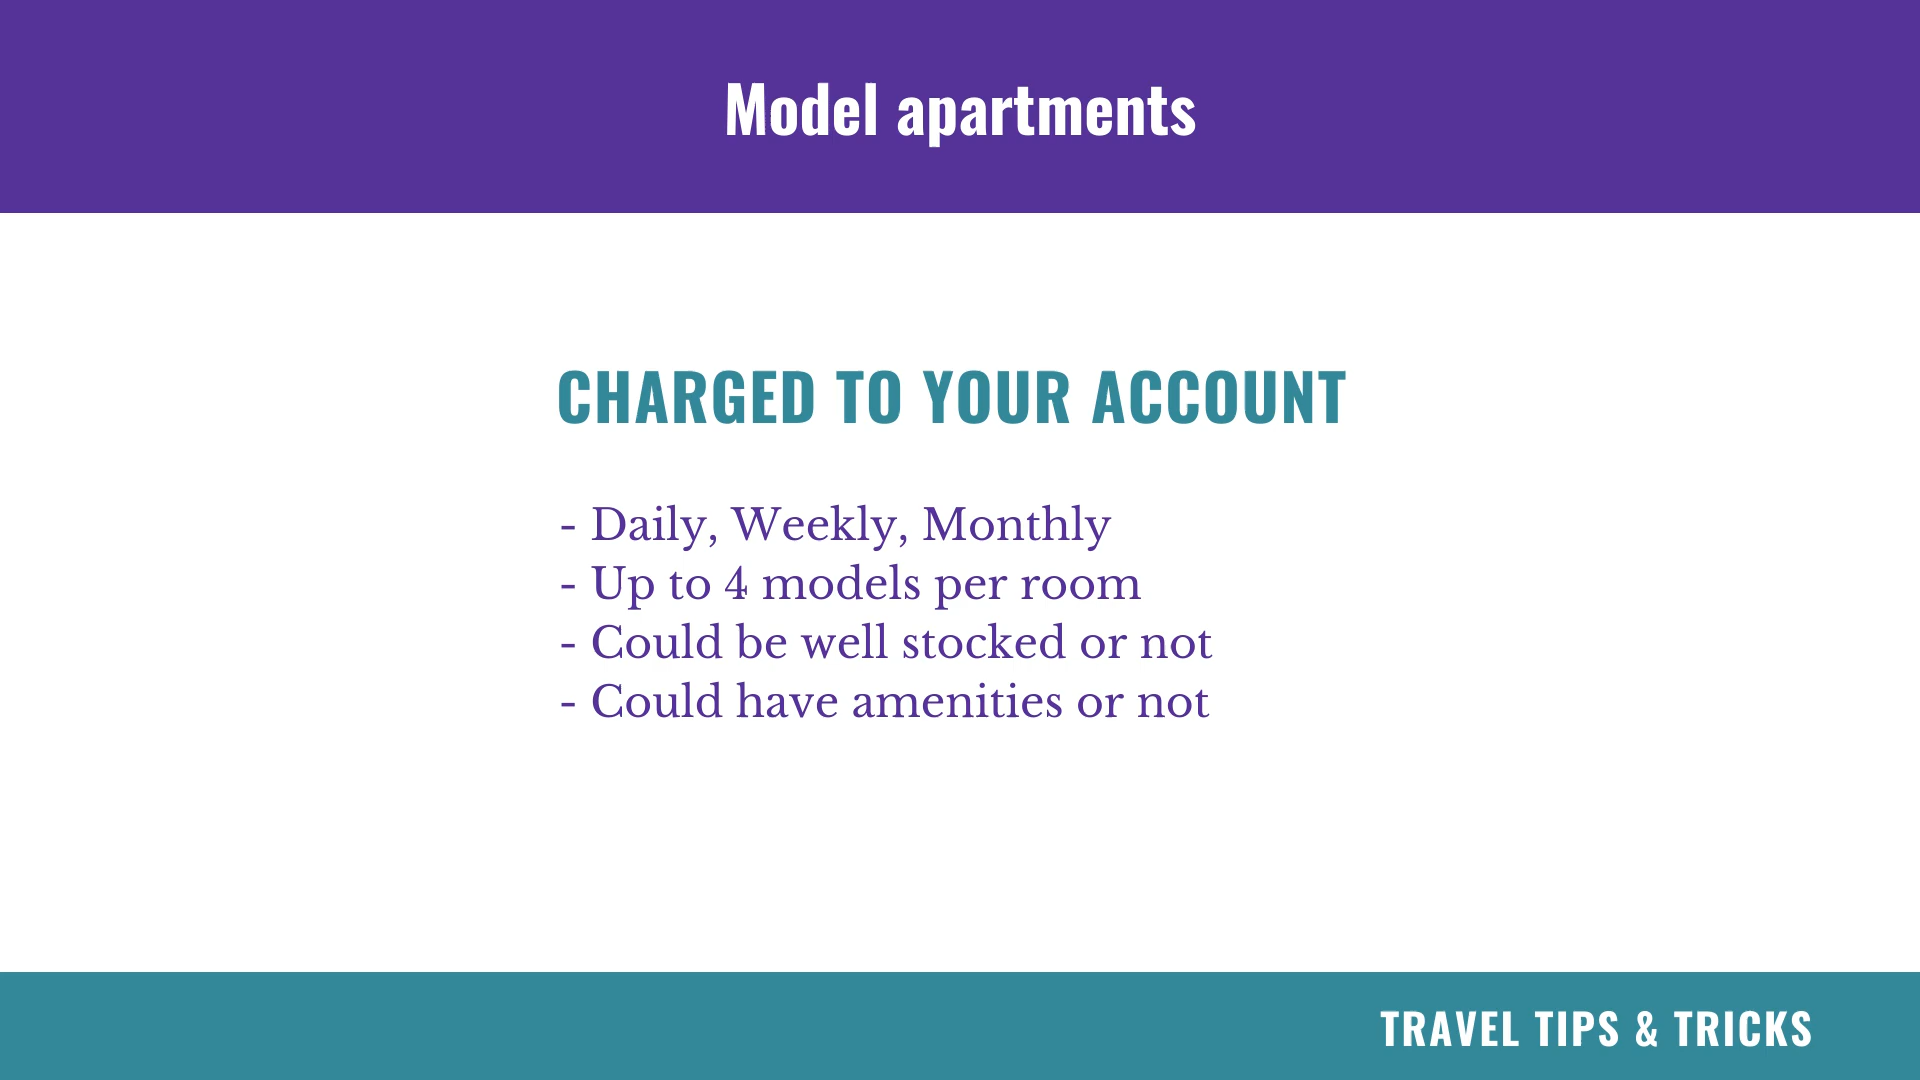 Model apartments
CHARGED TO YOUR ACCOUNT
- Daily, Weekly, Monthly
- Up to 4 models per room
- Could be well stocked or not
- Could have amenities or not
TRAVEL TIPS & TRICKS